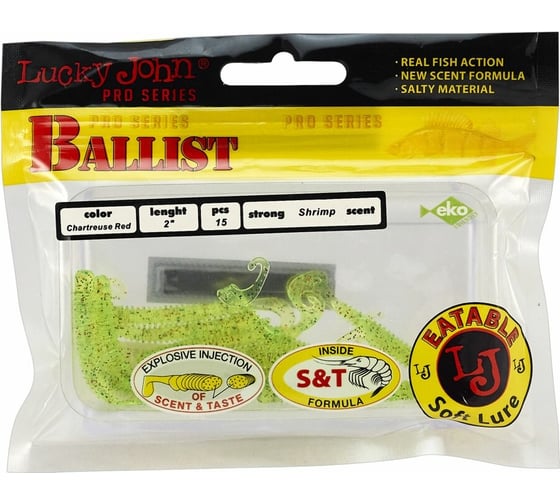 Lucky John®
PRO SERIES
• REAL FISH ACTION
• NEW SCENT FORMULA
• SALTY MATERIAL
PRO SERIES PRO SERIES
BALLIST
color
Chartreuse Red
lenght
2"
pcs
15
strong Shrimp scent
eko
EXPLOSIVE INJECTION
OF
SCENT & TASTE
INSIDE
S&T
FORMULA
EATABLE
LJ LJ LJ
Soft Lure